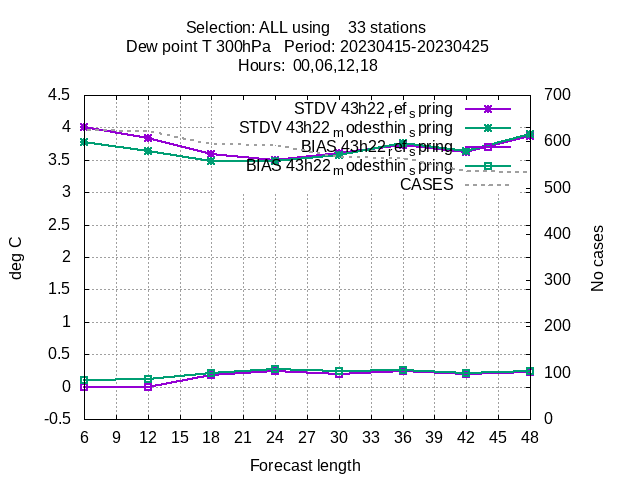 Selection: ALL using 33 stations
Dew point T 300hPa Period: 20230415-20230425
Hours: 00,06,12,18
STDV 43h22_ref_spring
STDV 43h22_modesthin_spring
BIAS 43h22_ref_spring
BIAS 43h22_modesthin_spring
CASES
4.5
4
3.5
3
2.5
2
1.5
1
0.5
0
-0.5
deg C
700
600
500
400
300
200
100
0
No cases
6 9 12 15 18 21 24 27 30 33 36 39 42 45 48
Forecast length